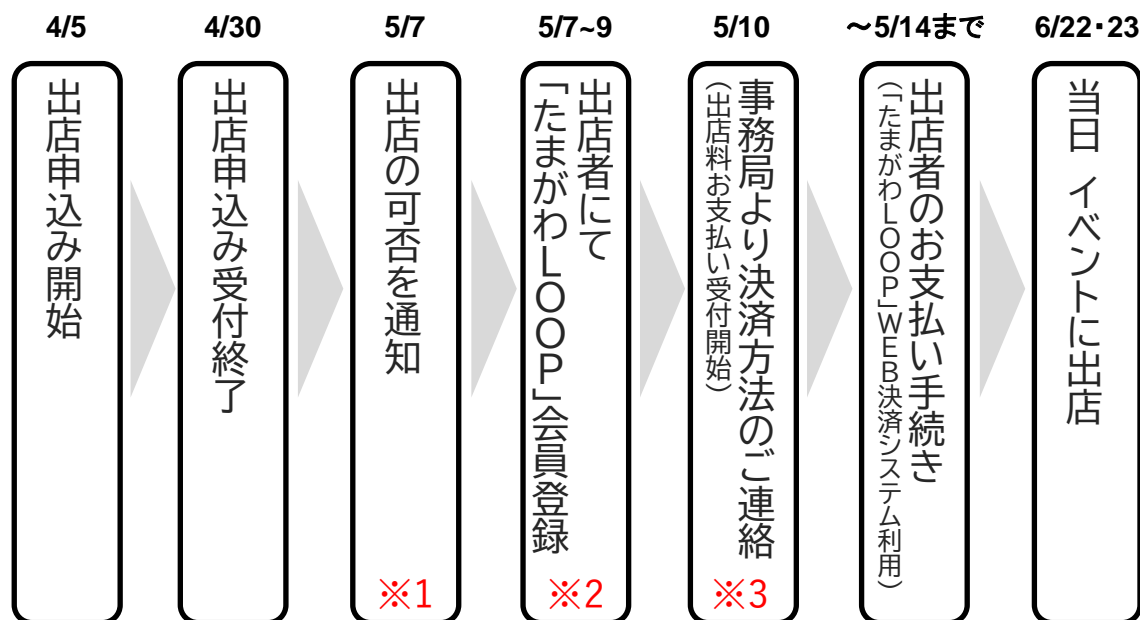 4/5
出店申込み開始
4/30
出店申込み受付終了
5/7
出店の可否を通知
※1
5/7~9
出店者にて
「たまがわLOOP」会員登録
※2
5/10
事務局より決済方法のご連絡
（出店料お支払い受付開始）
※3
～5/14まで
出店者のお支払い手続き
（「たまがわLOOP」WEB決済システム利用）
6/22･23
当日 イベントに出店